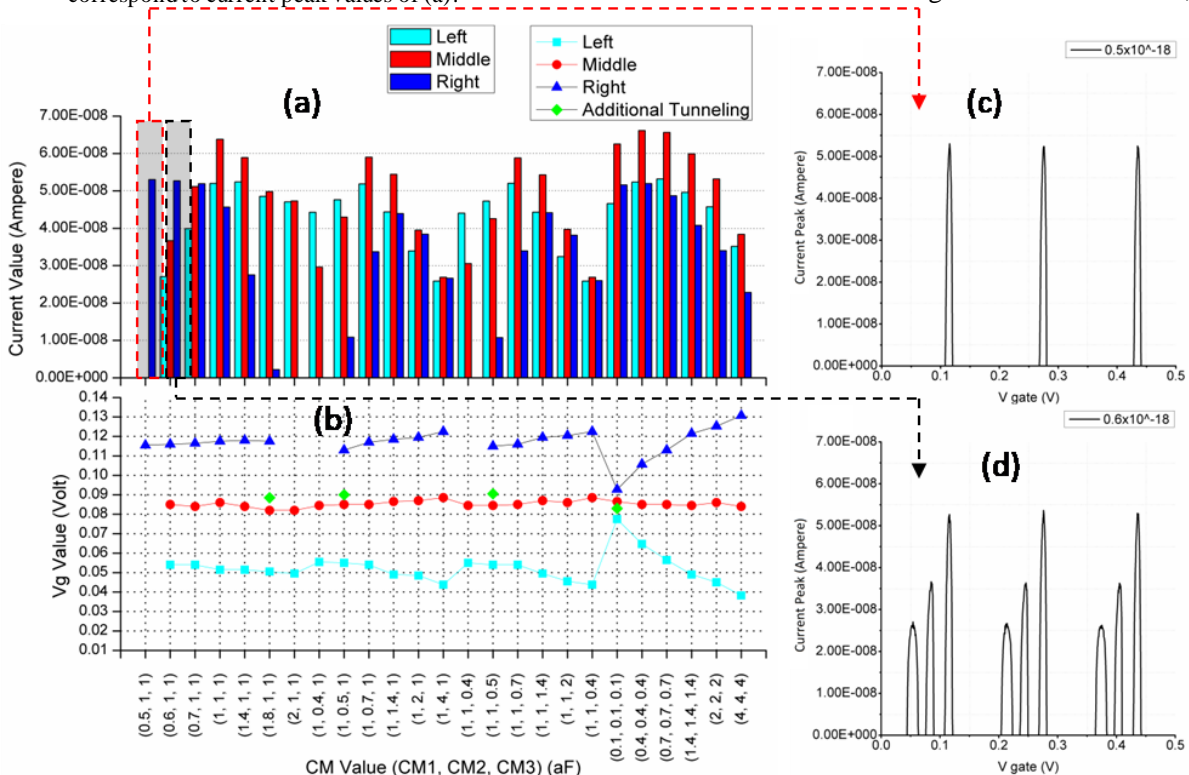 correspond to current peak values of (a).
Left
Middle
Right
Left
Middle
Right
Additional Tunneling
(a)
7.00E-008
6.00E-008
5.00E-008
4.00E-008
3.00E-008
2.00E-008
1.00E-008
0.00E+000
Current Value (Ampere)
(b)
0.14
0.13
0.12
0.11
0.10
0.09
0.08
0.07
0.06
0.05
0.04
0.03
0.02
0.01
Vg Value (Volt)
(0.5, 1, 1)
(0.6, 1, 1)
(0.7, 1, 1)
(1, 1, 1)
(1.4, 1, 1)
(1.8, 1, 1)
(2, 1, 1)
(1, 0.4, 1)
(1, 0.5, 1)
(1, 0.7, 1)
(1, 1.4, 1)
(1, 2, 1)
(1, 4, 1)
(1, 1, 0.4)
(1, 1, 0.5)
(1, 1, 0.7)
(1, 1, 1.4)
(1, 1, 2)
(1, 1, 0.4)
(0.1, 0.1, 0.1)
(0.4, 0.4, 0.4)
(0.7, 0.7, 0.7)
(1.4, 1.4, 1.4)
(2, 2, 2)
(4, 4, 4)
CM Value (CM1, CM2, CM3) (aF)
0.5x10^-18
(c)
7.00E-008
6.00E-008
5.00E-008
4.00E-008
3.00E-008
2.00E-008
1.00E-008
0.00E+000
Current Peak (Ampere)
0.0 0.1 0.2 0.3 0.4 0.5
V gate (V)
0.6x10^-18
(d)
7.00E-008
6.00E-008
5.00E-008
4.00E-008
3.00E-008
2.00E-008
1.00E-008
0.00E+000
Current Peak (Ampere)
0.0 0.1 0.2 0.3 0.4 0.5
V gate (V)